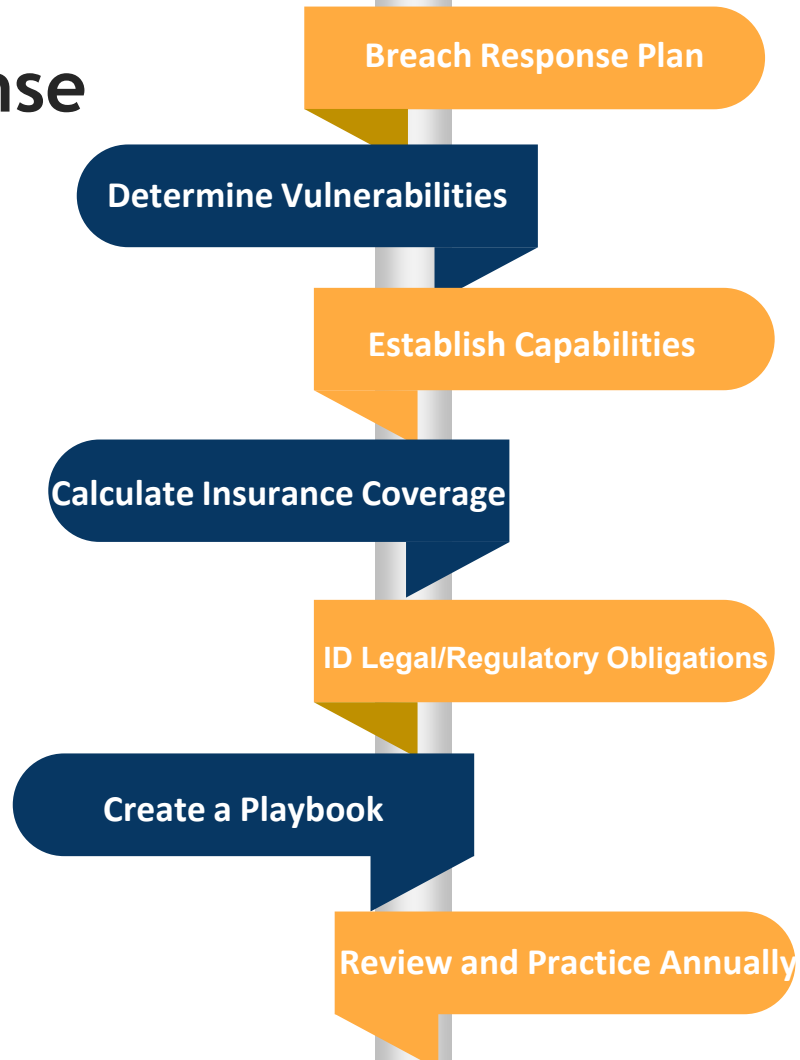 nse
Breach Response Plan
Determine Vulnerabilities
Establish Capabilities
Calculate Insurance Coverage
ID Legal/Regulatory Obligations
Create a Playbook
Review and Practice Annually